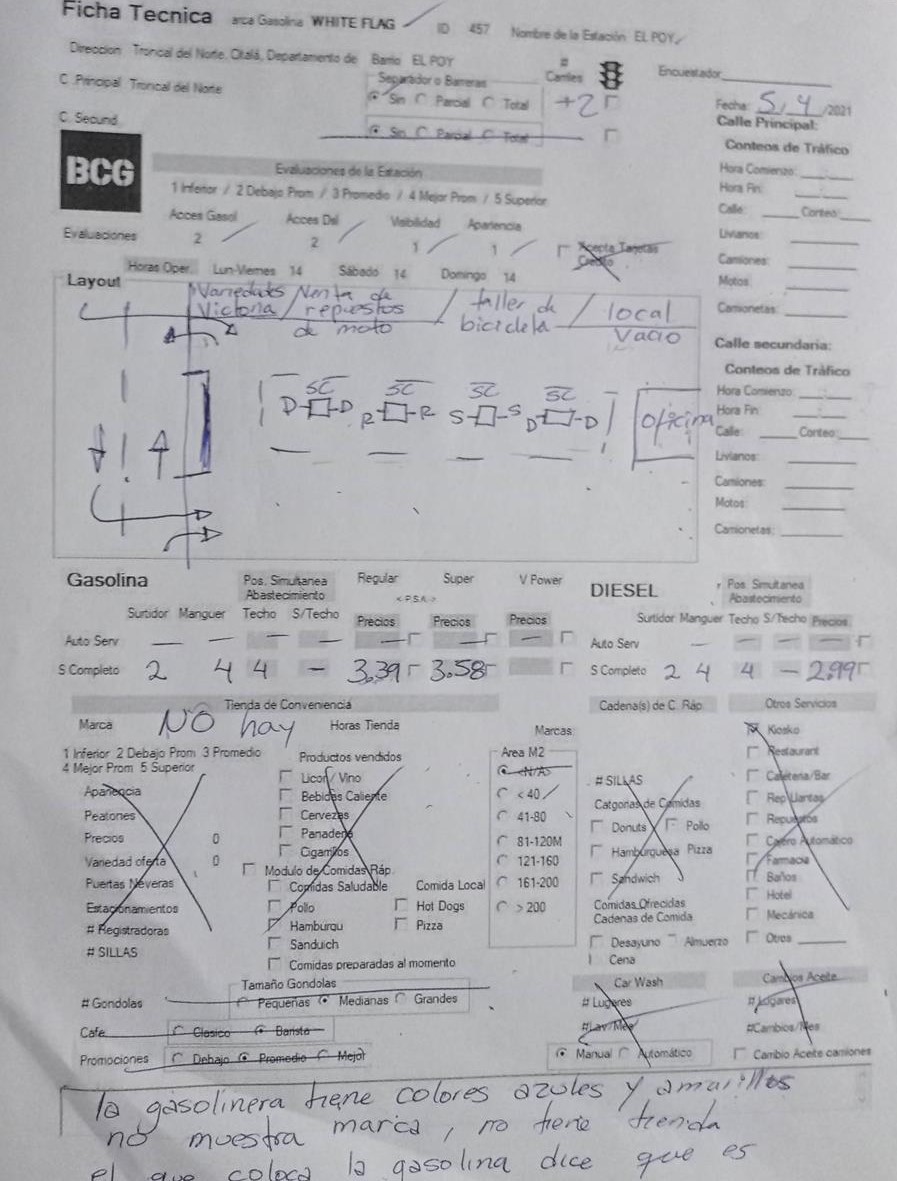 Ficha Tecnica arca Gasolina WHITE FLAG ID 457 Nombre de la Estación EL POY
Direccion Troncal del Norte, Citalá, Departamento de Barrio EL POY
C .Principal Troncal del Norte
Separador o Barreras
# Carriles
Encuestador
Sin Parcial Total +2
Fecha: 5, 4 /2021
C. Secund.
Sin Parcial Total
Calle Principal:
BCG
Evaluaciones de la Estación
1 Inferior / 2 Debajo Prom / 3 Promedio / 4 Mejor Prom / 5 Superior
Acces Gasol Acces Dsl Visibilidad Apariencia
Evaluaciones 2 2 1 1 Acepta Tarjetas Credito
Horas Oper. Lun-Viernes 14 Sábado 14 Domingo 14
Conteos de Tráfico
Hora Comienzo: :
Hora Fin: :
Calle: Conteo:
Livianos:
Camiones:
Motos:
Camionetas:
Layout
Variedades Victoria / Venta de repuestos de moto / taller de bicicleta / local vacio
SC SC SC SC
D D R R S S D D
Oficina
Calle secundaria:
Conteos de Tráfico
Hora Comienzo: :
Hora Fin: :
Calle: Conteo:
Livianos:
Camiones:
Motos:
Camionetas:
Gasolina
Pos. Simultanea Abastecimiento
Regular Super V Power
< P.S.A. >
Surtidor Manguer Techo S/Techo Precios Precios Precios
Auto Serv — — — — — — —
S Completo 2 4 4 - 3.39 3.58
DIESEL
Pos. Simultanea Abastecimiento
Surtidor Manguer Techo S/Techo Precios
Auto Serv — — — —
S Completo 2 4 4 - 2.99
Tienda de Conveniencia
Marca NO hay Horas Tienda
1 Inferior 2 Debajo Prom 3 Promedio
4 Mejor Prom 5 Superior
Apariencia
Peatones
Precios 0
Variedad oferta 0
Puertas Neveras
Estacionamientos
# Registradoras
# SILLAS
Productos vendidos
Licor/ Vino
Bebidas Caliente
Cervezas
Panaderia
Cigarrillos
Modulo de Comidas Ráp.
Comidas Saludable Comida Local
Pollo Hot Dogs
Hamburgu Pizza
Sanduich
Comidas preparadas al momento
Marcas
Area M2
<N/A>
< 40
41-80
81-120M
121-160
161-200
> 200
Cadena(s) de C. Ráp.
# SILLAS
Catgorias de Comidas
Donuts Pollo
Hamburguesa Pizza
Sandwich
Comidas Ofrecidas
Cadenas de Comida
Desayuno Almuerzo
Cena
Otros Servicios
Kiosko
Restaurant
Cafeteria/Bar
Rep Llantas
Repuestos
Cajero Automático
Farmacia
Baños
Hotel
Mecánica
Otros
Tamaño Gondolas
# Gondolas Pequeñas Medianas Grandes
Cafe Clasico Barista
Promociones Debajo Promedio Mejor
Car Wash
# Lugares
#Lav/Mes
Manual Automático
Cambios Aceite
# Lugares
#Cambios/Mes
Cambio Aceite camiones
la gasolinera tiene colores azules y amarillos
no muestra marca, no tiene tienda
el que coloca la gasolina dice que es